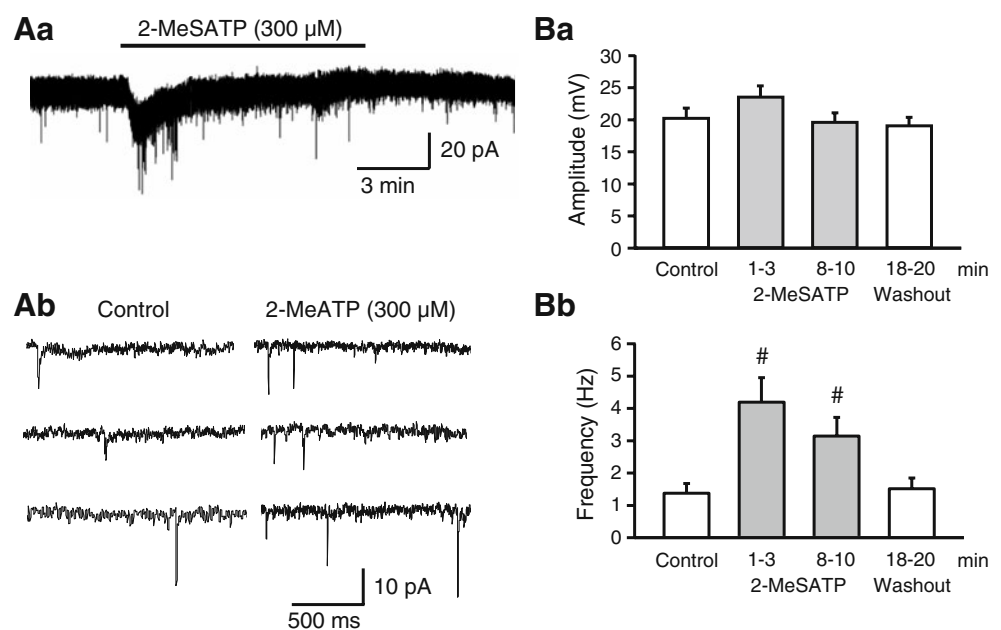 Aa
2-MeSATP (300 µM)
20 pA
3 min
Ba
Amplitude (mV)
30
25
20
15
10
5
0
Control 1-3 8-10 18-20 min
2-MeSATP Washout
Ab
Control 2-MeATP (300 µM)
10 pA
500 ms
Bb
Frequency (Hz)
6
5
4
3
2
1
0
# #
Control 1-3 8-10 18-20 min
2-MeSATP Washout